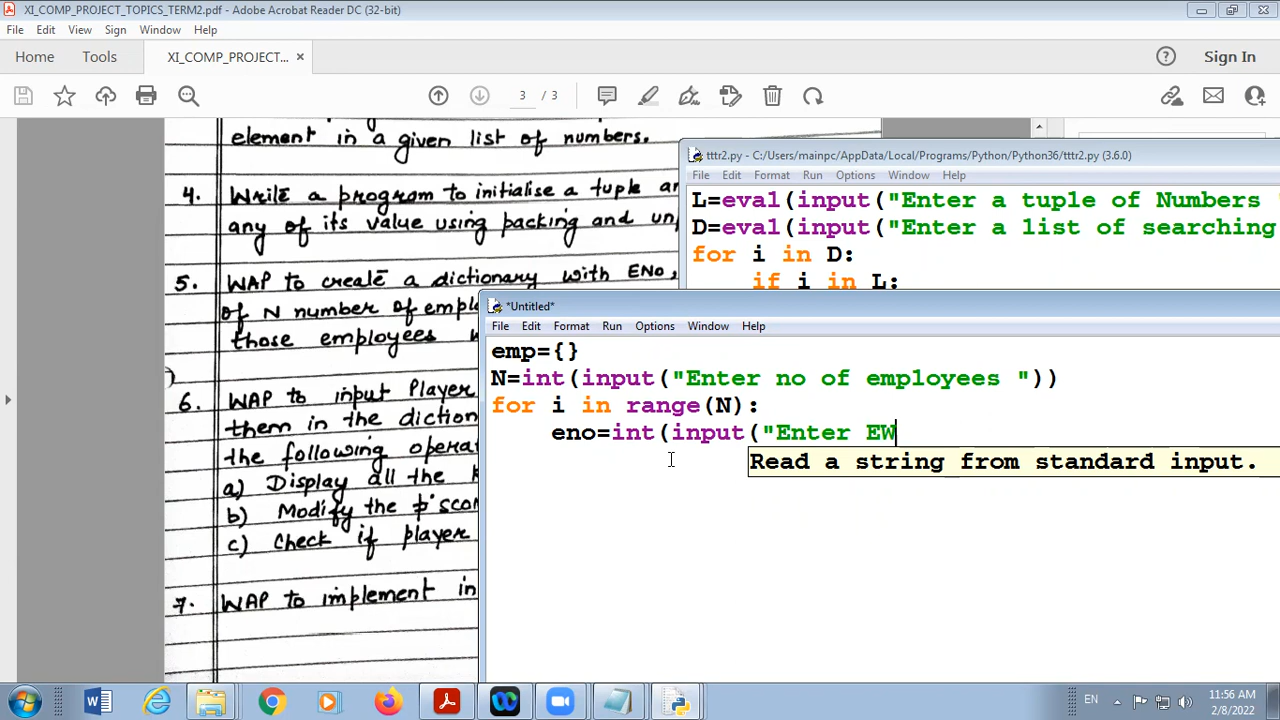 XI_COMP_PROJECT_TOPICS_TERM2.pdf - Adobe Acrobat Reader DC (32-bit)
File Edit View Sign Window Help
Home Tools XI_COMP_PROJECT... × ? Sign In
3 / 3
element in a given list of numbers.
4. Write a program to initialise a tuple
any of its value using packing and
5. WAP to create a dictionary with ENo,
of N number of
those employees
6. WAP to input Player
them in the
the following
a) Display all the
b) Modify the
c) Check if player
7. WAP to implement
tttr2.py - C:/Users/mainpc/AppData/Local/Programs/Python/Python36/tttr2.py (3.6.0)
File Edit Format Run Options Window Help
L=eval(input("Enter a tuple of Numbers
D=eval(input("Enter a list of searching
for i in D:
if i in L:
*Untitled*
File Edit Format Run Options Window Help
emp={}
N=int(input("Enter no of employees "))
for i in range(N):
eno=int(input("Enter EW
Read a string from standard input.
EN
11:56 AM
2/8/2022